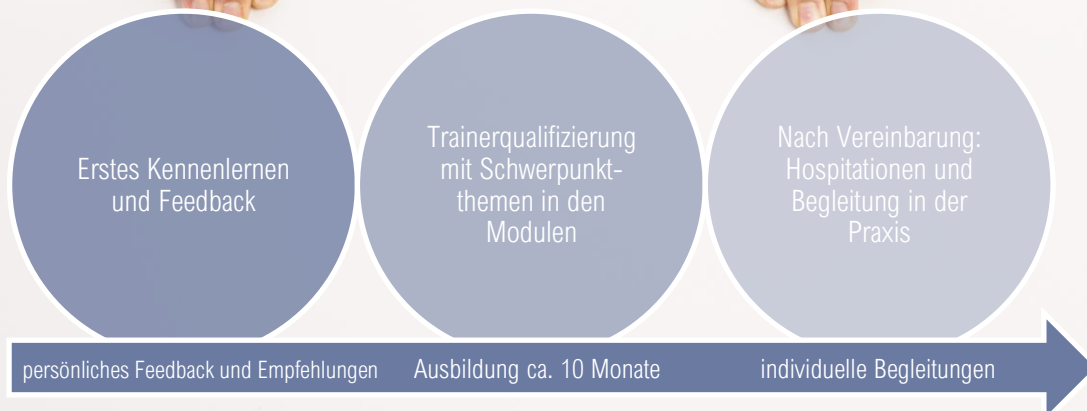 Erstes Kennenlernen
und Feedback
Trainerqualifizierung
mit Schwerpunkt-
themen in den
Modulen
Nach Vereinbarung:
Hospitationen und
Begleitung in der
Praxis
persönliches Feedback und Empfehlungen
Ausbildung ca. 10 Monate
individuelle Begleitungen